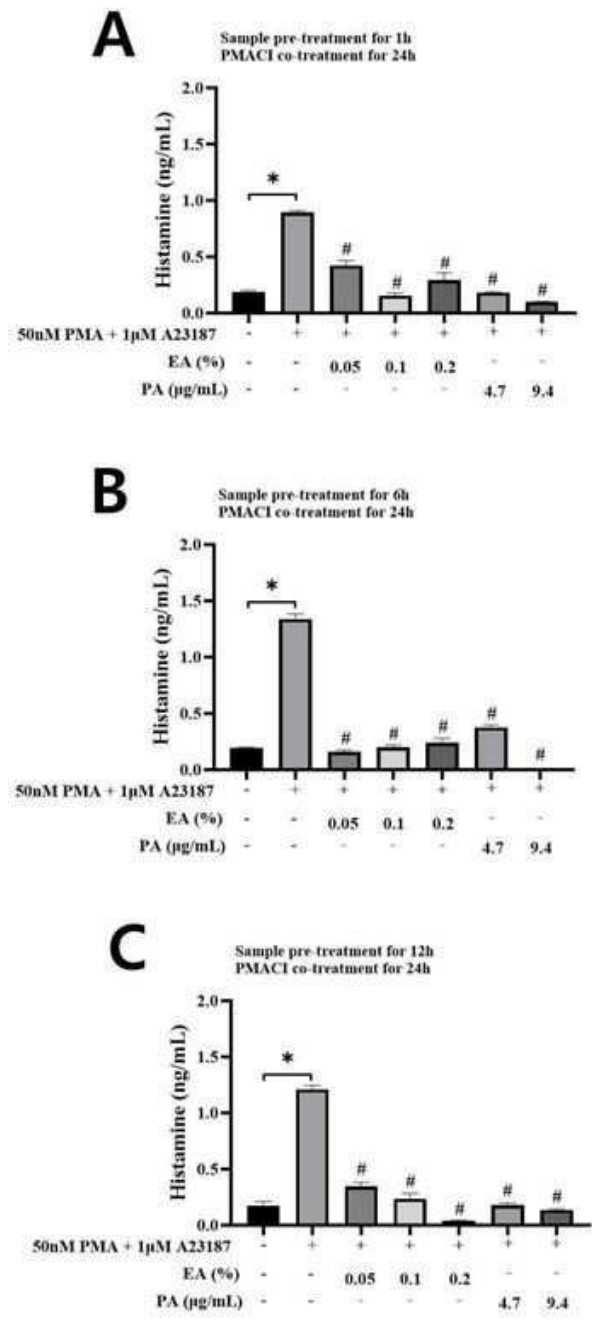 A
Sample pre-treatment for 1h
PMACI co-treatment for 24h
Histamine (ng/mL)
2.0
1.5
1.0
0.5
0.0
*
# # # # #
50nM PMA + 1μM A23187 - + + + + + +
EA (%) - - 0.05 0.1 0.2 - -
PA (μg/mL) - - - - - 4.7 9.4
B
Sample pre-treatment for 6h
PMACI co-treatment for 24h
Histamine (ng/mL)
2.0
1.5
1.0
0.5
0.0
*
# # # # #
50nM PMA + 1μM A23187 - + + + + + +
EA (%) - - 0.05 0.1 0.2 - -
PA (μg/mL) - - - - - 4.7 9.4
C
Sample pre-treatment for 12h
PMACI co-treatment for 24h
Histamine (ng/mL)
2.0
1.5
1.0
0.5
0.0
*
# # # # #
50nM PMA + 1μM A23187 - + + + + + +
EA (%) - - 0.05 0.1 0.2 - -
PA (μg/mL) - - - - - 4.7 9.4